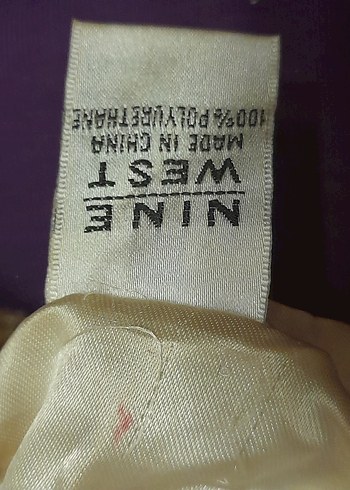 NINE
WEST
MADE IN CHINA
100% POLYURETHANE